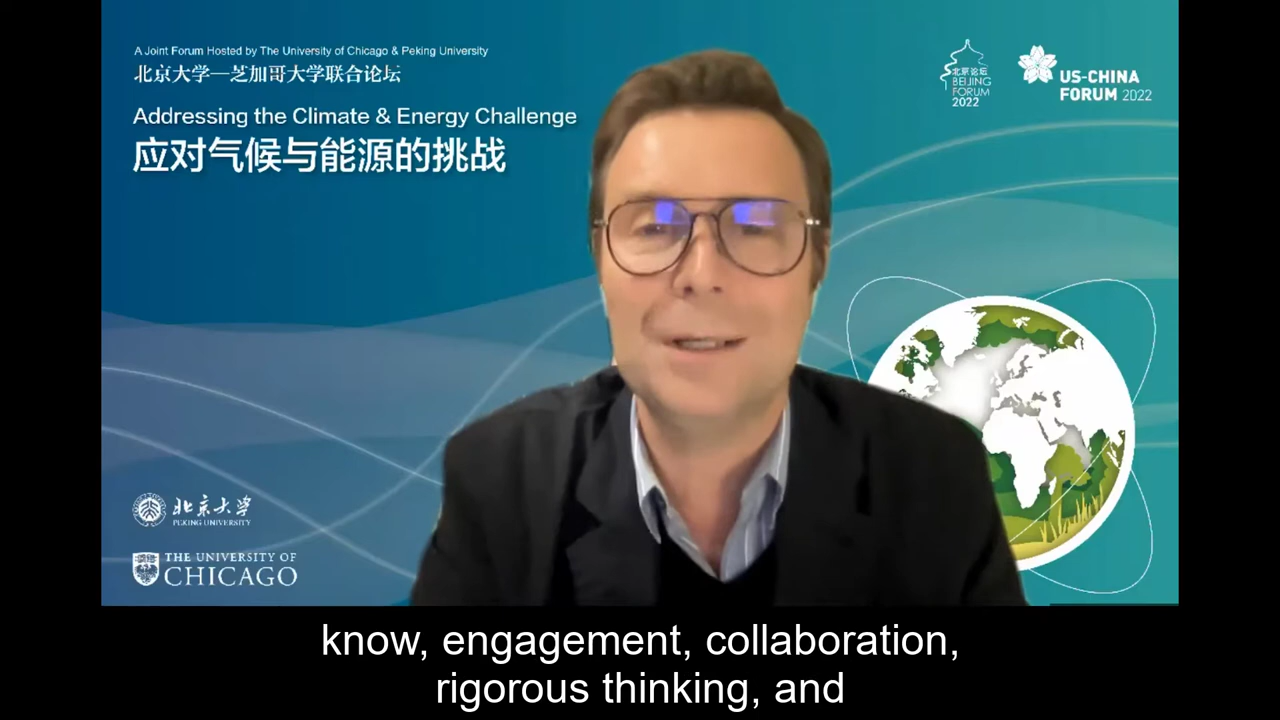 A Joint Forum Hosted by The University of Chicago & Peking University
北京大学—芝加哥大学联合论坛
Addressing the Climate & Energy Challenge
应对气候与能源的挑战
北京论坛
BEIJING
FORUM
2022
US-CHINA
FORUM 2022
北京大学
PEKING UNIVERSITY
THE UNIVERSITY OF
CHICAGO
know, engagement, collaboration,
rigorous thinking, and